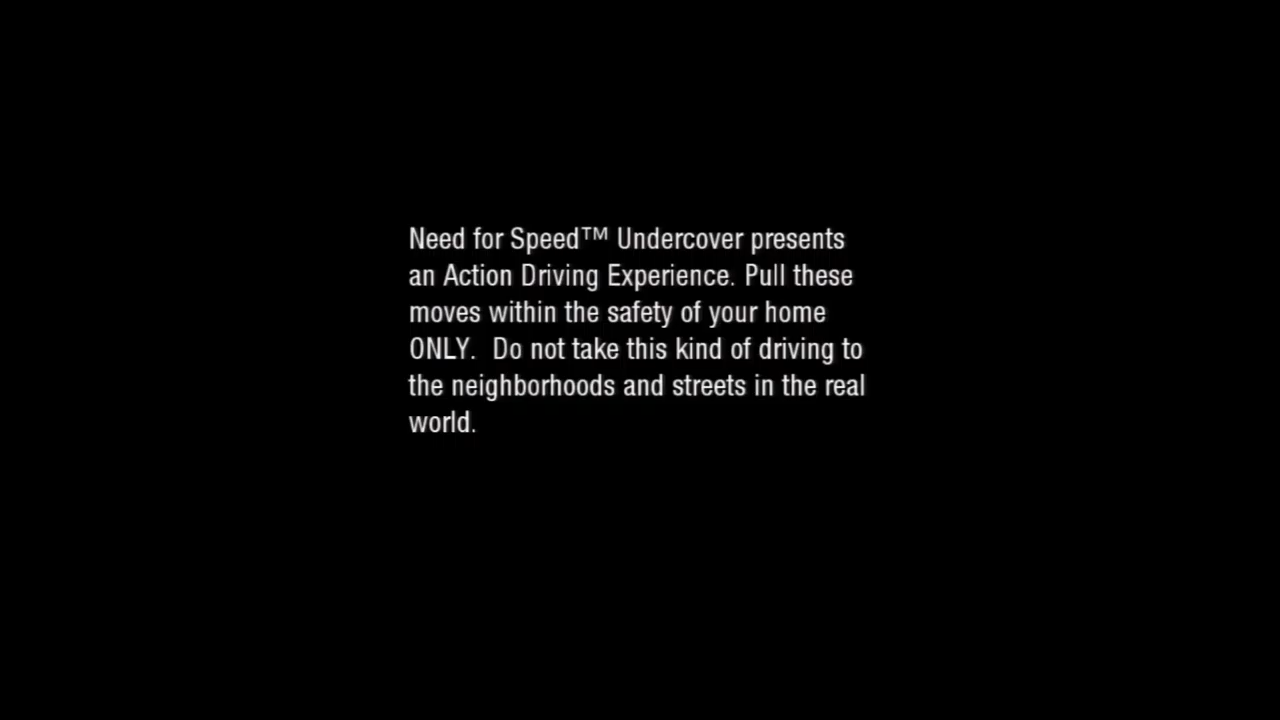 Need for Speed™ Undercover presents
an Action Driving Experience. Pull these
moves within the safety of your home
ONLY.  Do not take this kind of driving to
the neighborhoods and streets in the real
world.